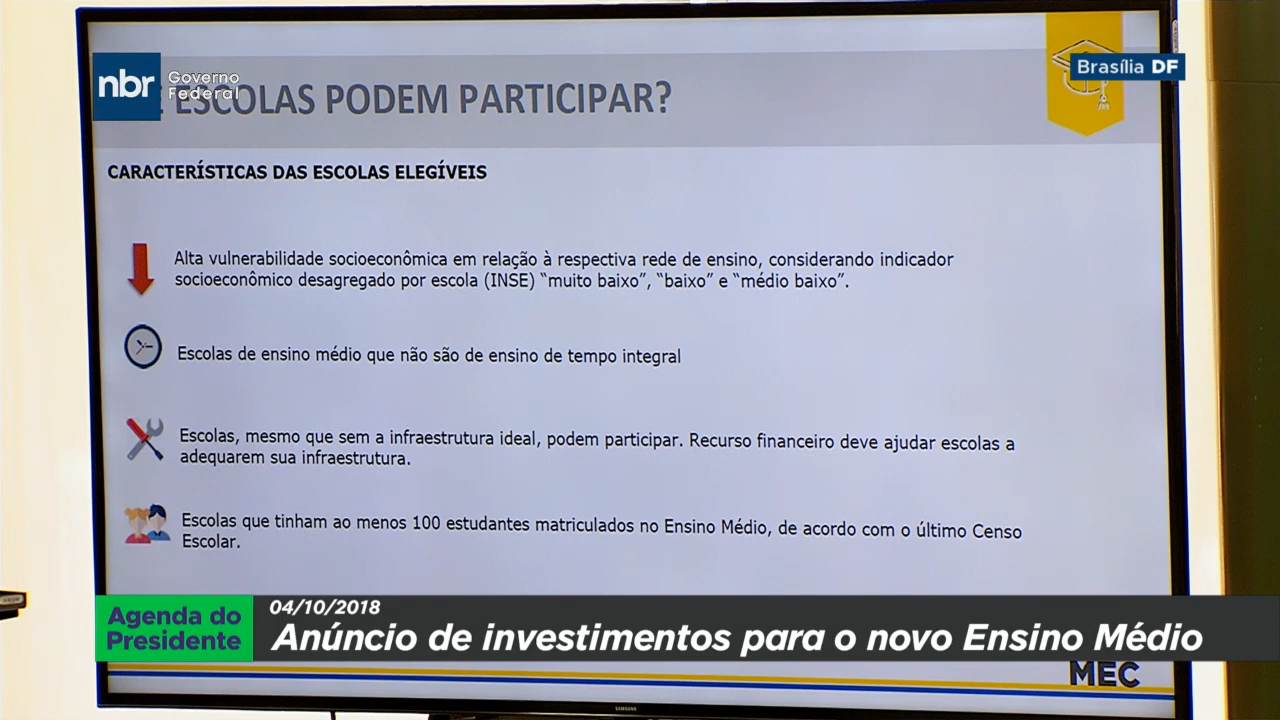 nbr
Governo
Federal
Brasília DF
ESCOLAS PODEM PARTICIPAR?
CARACTERÍSTICAS DAS ESCOLAS ELEGÍVEIS
Alta vulnerabilidade socioeconômica em relação à respectiva rede de ensino, considerando indicador
socioeconômico desagregado por escola (INSE) “muito baixo”, “baixo” e “médio baixo”.
Escolas de ensino médio que não são de ensino de tempo integral
Escolas, mesmo que sem a infraestrutura ideal, podem participar. Recurso financeiro deve ajudar escolas a
adequarem sua infraestrutura.
Escolas que tinham ao menos 100 estudantes matriculados no Ensino Médio, de acordo com o último Censo
Escolar.
Agenda do
Presidente
04/10/2018
Anúncio de investimentos para o novo Ensino Médio
MEC
SAMSUNG